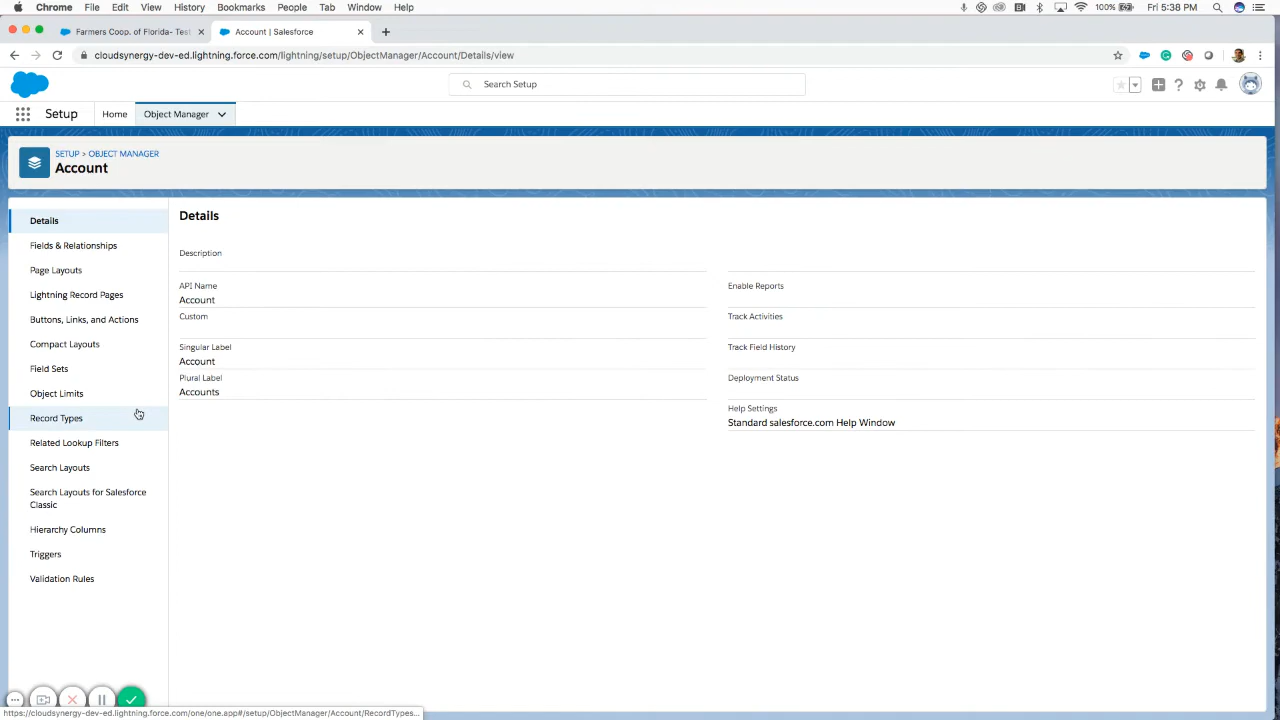 Chrome File Edit View History Bookmarks People Tab Window Help 100% Fri 5:38 PM
Farmers Coop. of Florida- Test
Account | Salesforce
cloudsynergy-dev-ed.lightning.force.com/lightning/setup/ObjectManager/Account/Details/view
Search Setup
Setup Home Object Manager
SETUP > OBJECT MANAGER
Account
Details
Fields & Relationships
Page Layouts
Lightning Record Pages
Buttons, Links, and Actions
Compact Layouts
Field Sets
Object Limits
Record Types
Related Lookup Filters
Search Layouts
Search Layouts for Salesforce
Classic
Hierarchy Columns
Triggers
Validation Rules
Details
Description
API Name
Account
Custom
Singular Label
Account
Plural Label
Accounts
Enable Reports
Track Activities
Track Field History
Deployment Status
Help Settings
Standard salesforce.com Help Window
https://cloudsynergy-dev-ed.lightning.force.com/one/one.app#/setup/ObjectManager/Account/RecordTypes...